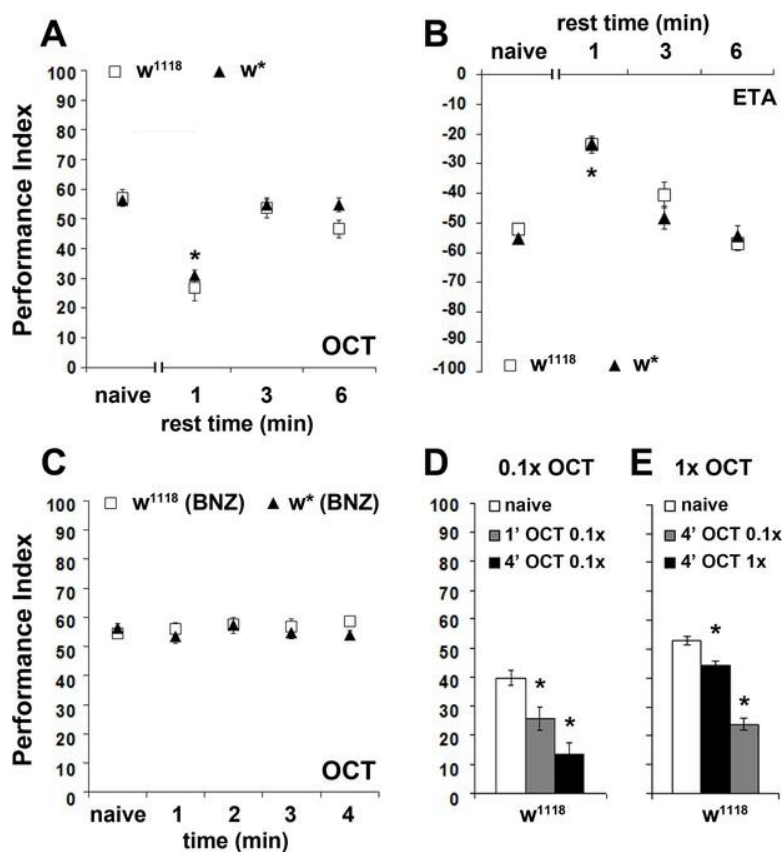 A
□ w¹¹¹⁸ ▲ w*
Performance Index
100
90
80
70
60
50
40
30
20
10
0
*
OCT
naive 1 3 6
rest time (min)
B
rest time (min)
naive 1 3 6
0
-10
-20
-30
-40
-50
-60
-70
-80
-90
-100
ETA
*
□ w¹¹¹⁸ ▲ w*
C
□ w¹¹¹⁸ (BNZ) ▲ w* (BNZ)
Performance Index
100
90
80
70
60
50
40
30
20
10
0
OCT
naive 1 2 3 4
time (min)
D
0.1x OCT
naive
1' OCT 0.1x
4' OCT 0.1x
100
90
80
70
60
50
40
30
20
10
0
* *
w¹¹¹⁸
E
1x OCT
naive
4' OCT 0.1x
4' OCT 1x
* *
w¹¹¹⁸